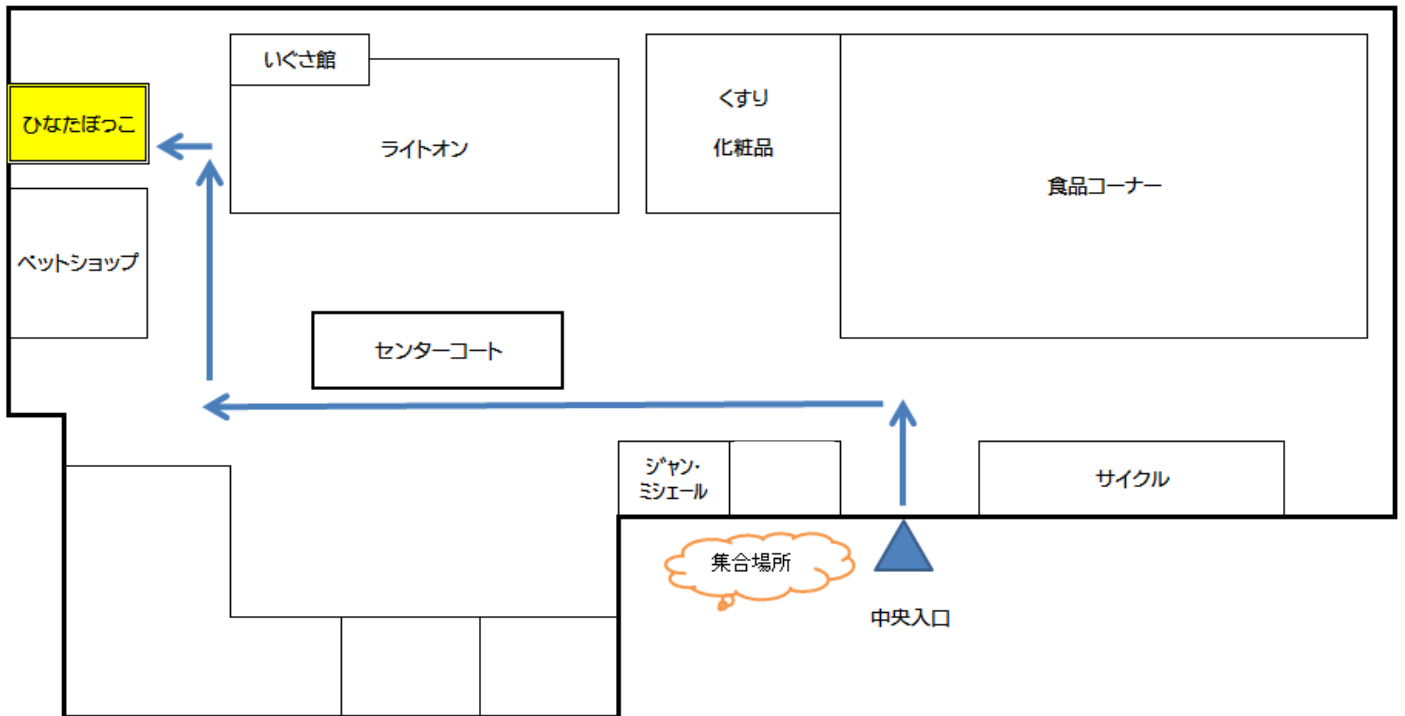 いぐさ館
くすり
化粧品
ひなたぼっこ
ライトオン
食品コーナー
ペットショップ
センターコート
ジャン・
ミシェール
サイクル
集合場所
中央入口